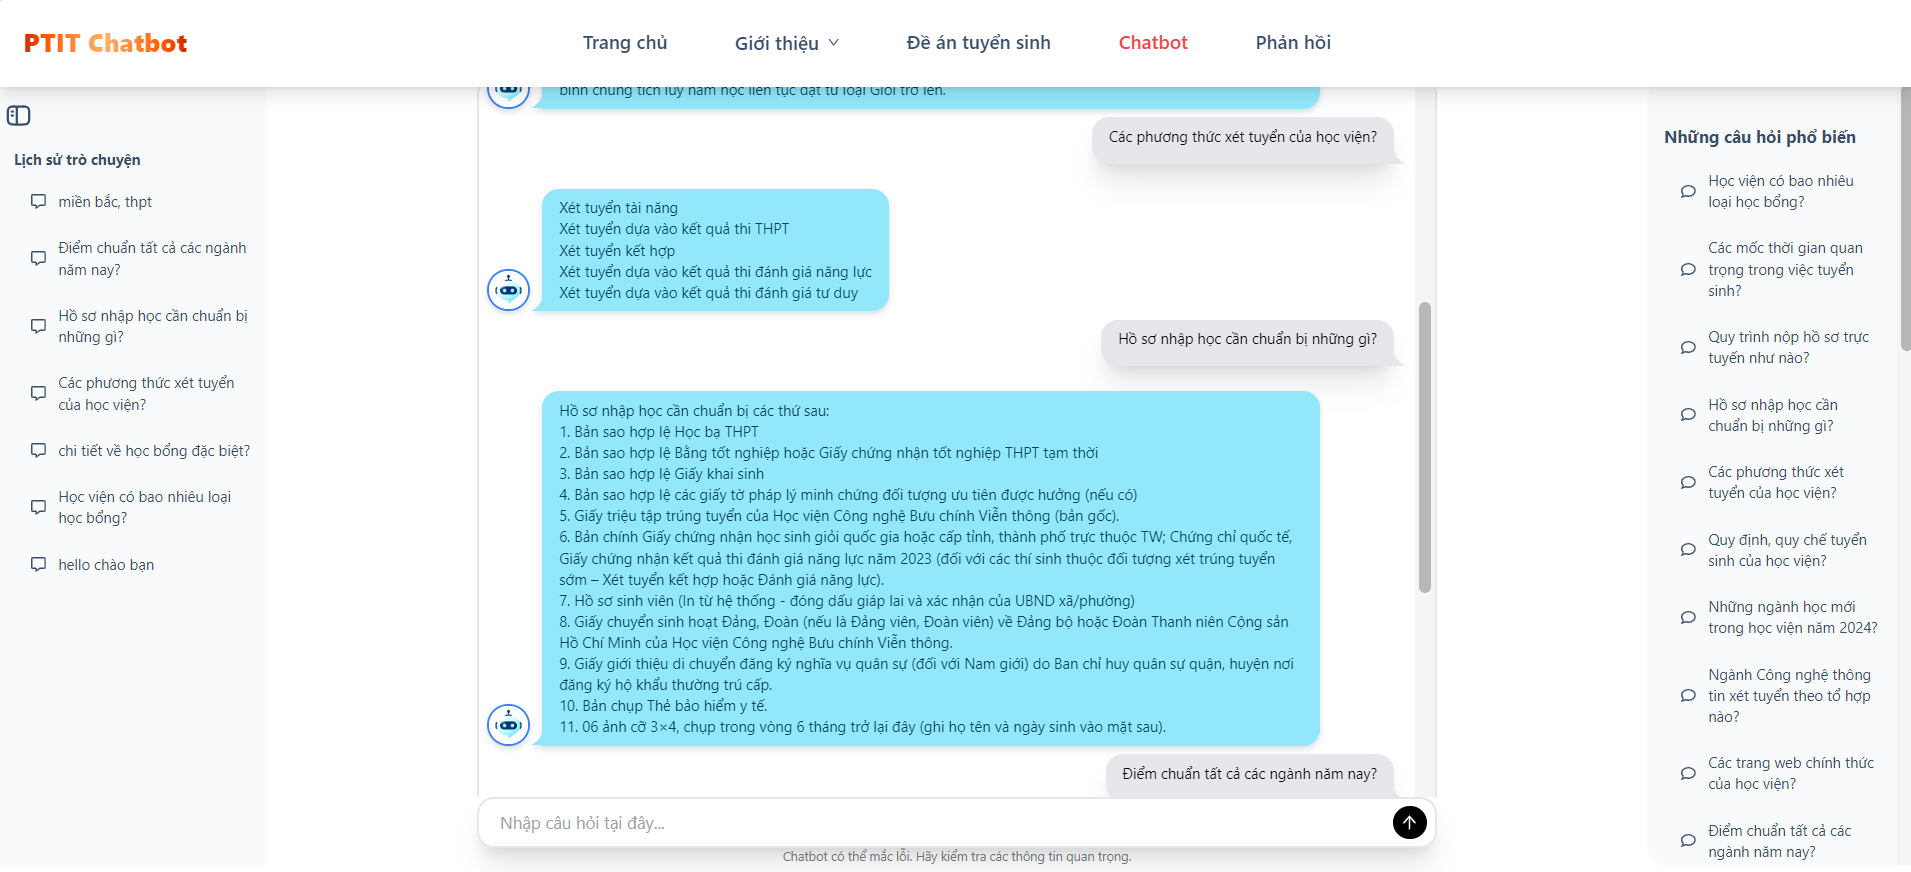 PTIT Chatbot
Trang chủ
Giới thiệu
Đề án tuyển sinh
Chatbot
Phản hồi
Lịch sử trò chuyện
miền bắc, thpt
Điểm chuẩn tất cả các ngành
năm nay?
Hồ sơ nhập học cần chuẩn bị
những gì?
Các phương thức xét tuyển
của học viện?
chi tiết về học bổng đặc biệt?
Học viện có bao nhiêu loại
học bổng?
hello chào bạn
bình chung tích lũy năm học liên tục đạt từ loại Giỏi trở lên.
Các phương thức xét tuyển của học viện?
Xét tuyển tài năng
Xét tuyển dựa vào kết quả thi THPT
Xét tuyển kết hợp
Xét tuyển dựa vào kết quả thi đánh giá năng lực
Xét tuyển dựa vào kết quả thi đánh giá tư duy
Hồ sơ nhập học cần chuẩn bị những gì?
Hồ sơ nhập học cần chuẩn bị các thứ sau:
1. Bản sao hợp lệ Học bạ THPT
2. Bản sao hợp lệ Bằng tốt nghiệp hoặc Giấy chứng nhận tốt nghiệp THPT tạm thời
3. Bản sao hợp lệ Giấy khai sinh
4. Bản sao hợp lệ các giấy tờ pháp lý minh chứng đối tượng ưu tiên được hưởng (nếu có)
5. Giấy triệu tập trúng tuyển của Học viện Công nghệ Bưu chính Viễn thông (bản gốc).
6. Bản chính Giấy chứng nhận học sinh giỏi quốc gia hoặc cấp tỉnh, thành phố trực thuộc TW; Chứng chỉ quốc tế,
Giấy chứng nhận kết quả thi đánh giá năng lực năm 2023 (đối với các thí sinh thuộc đối tượng xét trúng tuyển
sớm – Xét tuyển kết hợp hoặc Đánh giá năng lực).
7. Hồ sơ sinh viên (In từ hệ thống - đóng dấu giáp lai và xác nhận của UBND xã/phường)
8. Giấy chuyển sinh hoạt Đảng, Đoàn (nếu là Đảng viên, Đoàn viên) về Đảng bộ hoặc Đoàn Thanh niên Cộng sản
Hồ Chí Minh của Học viện Công nghệ Bưu chính Viễn thông.
9. Giấy giới thiệu di chuyển đăng ký nghĩa vụ quân sự (đối với Nam giới) do Ban chỉ huy quân sự quận, huyện nơi
đăng ký hộ khẩu thường trú cấp.
10. Bản chụp Thẻ bảo hiểm y tế.
11. 06 ảnh cỡ 3×4, chụp trong vòng 6 tháng trở lại đây (ghi họ tên và ngày sinh vào mặt sau).
Điểm chuẩn tất cả các ngành năm nay?
Nhập câu hỏi tại đây...
Chatbot có thể mắc lỗi. Hãy kiểm tra các thông tin quan trọng.
Những câu hỏi phổ biến
Học viện có bao nhiêu
loại học bổng?
Các mốc thời gian quan
trọng trong việc tuyển
sinh?
Quy trình nộp hồ sơ trực
tuyến như nào?
Hồ sơ nhập học cần
chuẩn bị những gì?
Các phương thức xét
tuyển của học viện?
Quy định, quy chế tuyển
sinh của học viện?
Những ngành học mới
trong học viện năm 2024?
Ngành Công nghệ thông
tin xét tuyển theo tổ hợp
nào?
Các trang web chính thức
của học viện?
Điểm chuẩn tất cả các
ngành năm nay?